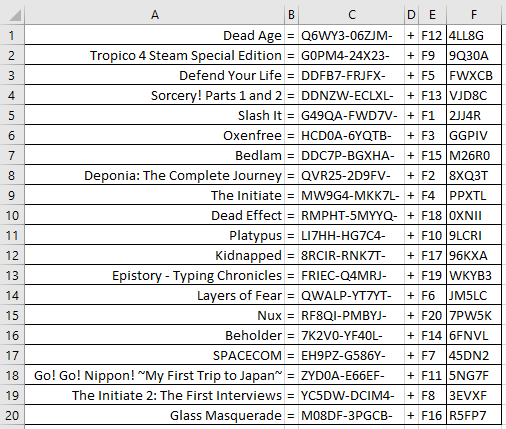 A B C D E F
1 Dead Age = Q6WY3-06ZJM- + F12 4LL8G
2 Tropico 4 Steam Special Edition = G0PM4-24X23- + F9 9Q30A
3 Defend Your Life = DDFB7-FRJFX- + F5 FWXCB
4 Sorcery! Parts 1 and 2 = DDNZW-ECLXL- + F13 VJD8C
5 Slash It = G49QA-FWD7V- + F1 2JJ4R
6 Oxenfree = HCD0A-6YQTB- + F3 GGPIV
7 Bedlam = DDC7P-BGXHA- + F15 M26R0
8 Deponia: The Complete Journey = QVR25-2D9FV- + F2 8XQ3T
9 The Initiate = MW9G4-MKK7L- + F4 PPXTL
10 Dead Effect = RMPHT-5MYYQ- + F18 0XNII
11 Platypus = LI7HH-HG7C4- + F10 9LCRI
12 Kidnapped = 8RCIR-RNK7T- + F17 96KXA
13 Epistory - Typing Chronicles = FRIEC-Q4MRJ- + F19 WKYB3
14 Layers of Fear = QWALP-YT7YT- + F6 JM5LC
15 Nux = RF8QI-PMBYJ- + F20 7PW5K
16 Beholder = 7K2V0-YF40L- + F14 6FNVL
17 SPACECOM = EH9PZ-G586Y- + F7 45DN2
18 Go! Go! Nippon! ~My First Trip to Japan~ = ZYD0A-E66EF- + F11 5NG7F
19 The Initiate 2: The First Interviews = YC5DW-DCIM4- + F8 3EVXF
20 Glass Masquerade = M08DF-3PGCB- + F16 R5FP7